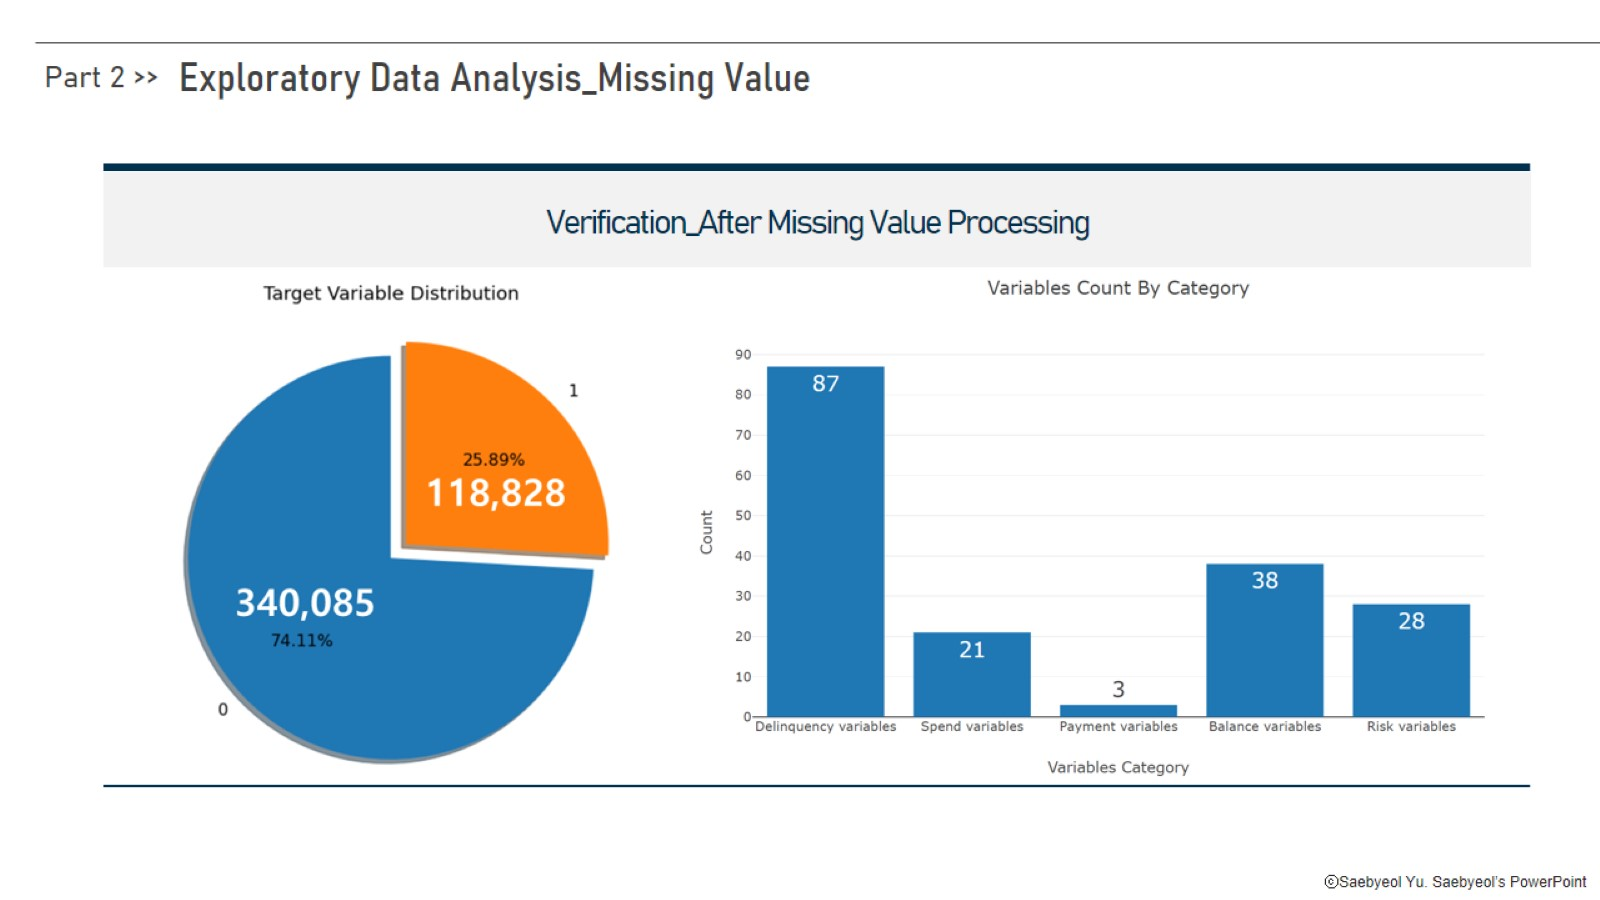 Part 2 >> Exploratory Data Analysis_Missing Value
Verification_After Missing Value Processing
Target Variable Distribution
1
25.89%
118,828
340,085
74.11%
0
Variables Count By Category
90
80
70
60
50
40
30
20
10
0
Count
87
21
3
38
28
Delinquency variables
Spend variables
Payment variables
Balance variables
Risk variables
Variables Category
ⓒSaebyeol Yu. Saebyeol's PowerPoint